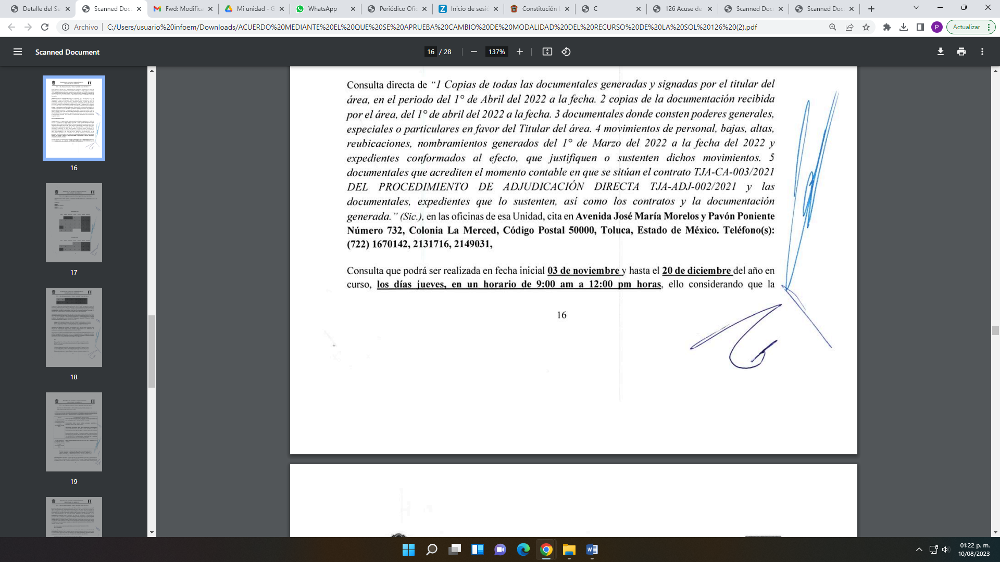 Detalle del Se
Scanned Docu
Fwd: Modifica
Mi unidad - G
WhatsApp
Periódico Ofic
Inicio de sesió
Constitución
C
126 Acuse de
Scanned Doc
Scanned Doc
Archivo C:/Users/usuario%20infoem/Downloads/ACUERDO%20MEDIANTE%20EL%20QUE%20SE%20APRUEBA%20CAMBIO%20DE%20MODALIDAD%20DEL%20RECURSO%20DE%20LA%20SOL%20126%20(2).pdf
P
Actualizar
Scanned Document
16 / 28
137%
16
17
18
19
Consulta directa de “1 Copias de todas las documentales generadas y signadas por el titular del
área, en el periodo del 1° de Abril del 2022 a la fecha. 2 copias de la documentación recibida
por el área, del 1° de abril del 2022 a la fecha. 3 documentales donde consten poderes generales,
especiales o particulares en favor del Titular del área. 4 movimientos de personal, bajas, altas,
reubicaciones, nombramientos generados del 1° de Marzo del 2022 a la fecha del 2022 y
expedientes conformados al efecto, que justifiquen o sustenten dichos movimientos. 5
documentales que acrediten el momento contable en que se sitúan el contrato TJA-CA-003/2021
DEL PROCEDIMIENTO DE ADJUDICACIÓN DIRECTA TJA-ADJ-002/2021 y las
documentales, expedientes que lo sustenten, así como los contratos y la documentación
generada.” (Sic.), en las oficinas de esa Unidad, cita en Avenida José María Morelos y Pavón Poniente
Número 732, Colonia La Merced, Código Postal 50000, Toluca, Estado de México. Teléfono(s):
(722) 1670142, 2131716, 2149031,
Consulta que podrá ser realizada en fecha inicial 03 de noviembre y hasta el 20 de diciembre del año en
curso, los días jueves, en un horario de 9:00 am a 12:00 pm horas, ello considerando que la
16
01:22 p. m.
10/08/2023